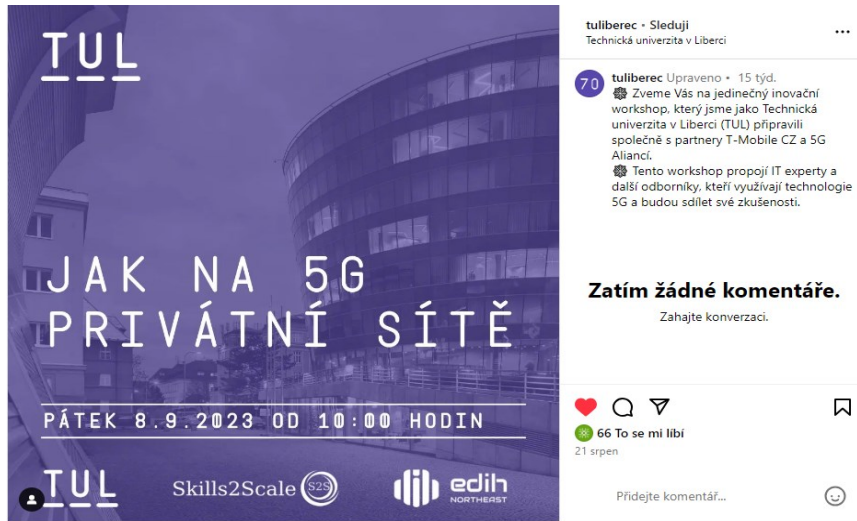 TUL
JAK NA 5G
PRIVÁTNÍ SÍTĚ
PÁTEK 8.9.2023 OD 10:00 HODIN
TUL
Skills2Scale S2S
edih
NORTHEAST
tuliberec • Sleduji
Technická univerzita v Liberci
70
tuliberec Upraveno • 15 týd.
Zveme Vás na jedinečný inovační
workshop, který jsme jako Technická
univerzita v Liberci (TUL) připravili
společně s partnery T-Mobile CZ a 5G
Aliancí.
Tento workshop propojí IT experty a
další odborníky, kteří využívají technologie
5G a budou sdílet své zkušenosti.
Zatím žádné komentáře.
Zahajte konverzaci.
66 To se mi líbí
21 srpen
Přidejte komentář...